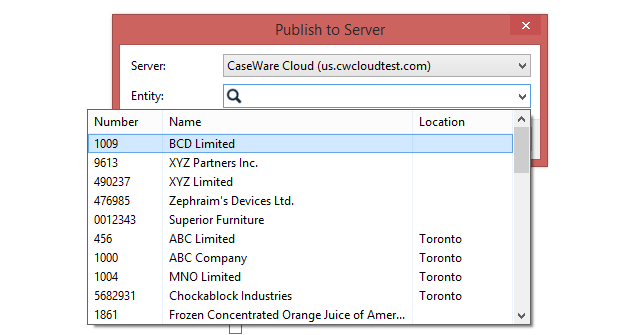 Publish to Server
Server: CaseWare Cloud (us.cwcloudtest.com)
Entity:
Number Name Location
1009 BCD Limited
9613 XYZ Partners Inc.
490237 XYZ Limited
476985 Zephraim's Devices Ltd.
0012343 Superior Furniture
456 ABC Limited Toronto
1000 ABC Company Toronto
1004 MNO Limited Toronto
5682931 Chockablock Industries Toronto
1861 Frozen Concentrated Orange Juice of Amer...